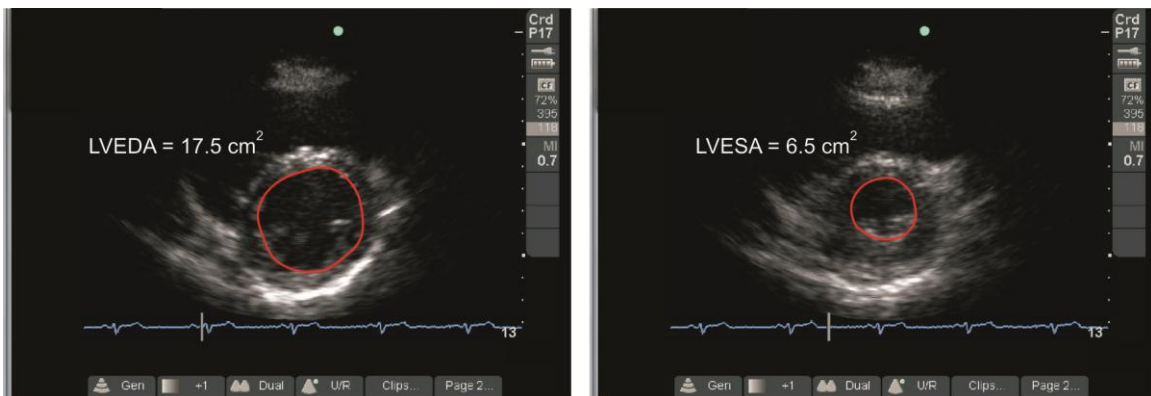 Crd
P17
LVEDA = 17.5 cm²
CF
72%
395
118
MI
0.7
13
Gen
+1
Dual
U/R
Clips...
Page 2...
Crd
P17
LVESA = 6.5 cm²
CF
72%
395
118
MI
0.7
13
Gen
+1
Dual
U/R
Clips...
Page 2...